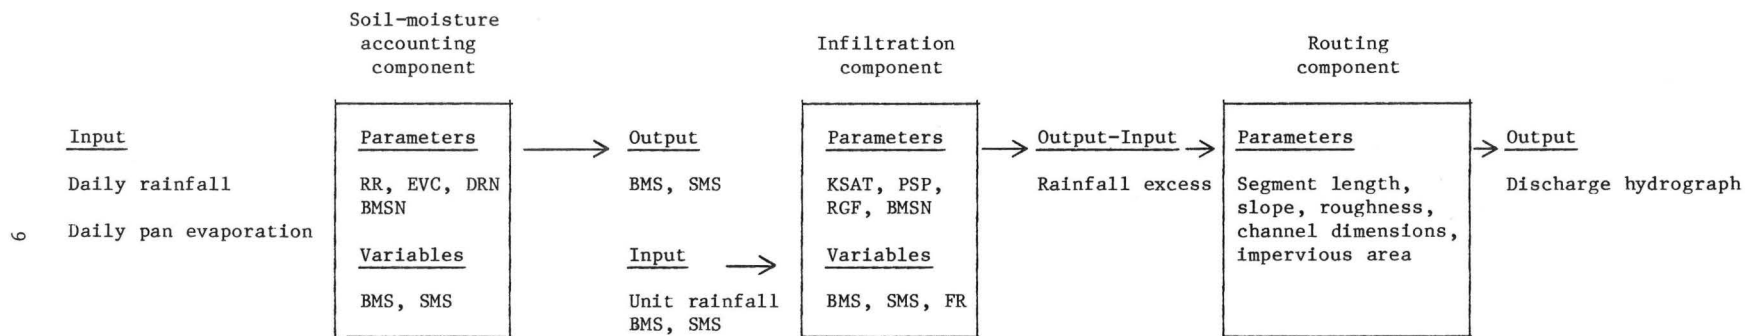 Soil-moisture
accounting
component
Infiltration
component
Routing
component
Input
Daily rainfall
Daily pan evaporation
Parameters
RR, EVC, DRN
BMSN
Variables
BMS, SMS
Output
BMS, SMS
Input
Unit rainfall
BMS, SMS
Parameters
KSAT, PSP,
RGF, BMSN
Variables
BMS, SMS, FR
Output-Input
Rainfall excess
Parameters
Segment length,
slope, roughness,
channel dimensions,
impervious area
Output
Discharge hydrograph
9